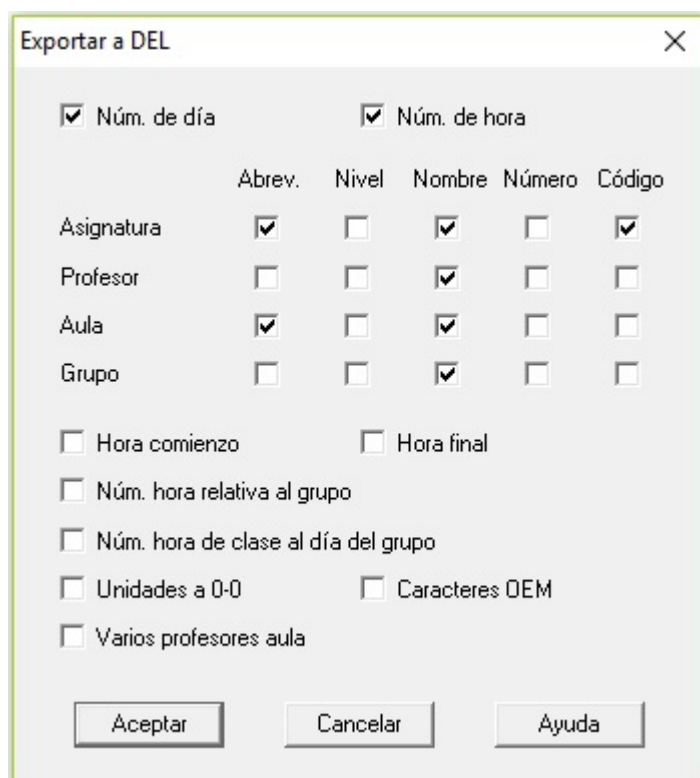 Exportar a DEL
Núm. de día Núm. de hora
Abrev. Nivel Nombre Número Código
Asignatura
Profesor
Aula
Grupo
Hora comienzo Hora final
Núm. hora relativa al grupo
Núm. hora de clase al día del grupo
Unidades a 0-0 Caracteres OEM
Varios profesores aula
Aceptar Cancelar Ayuda